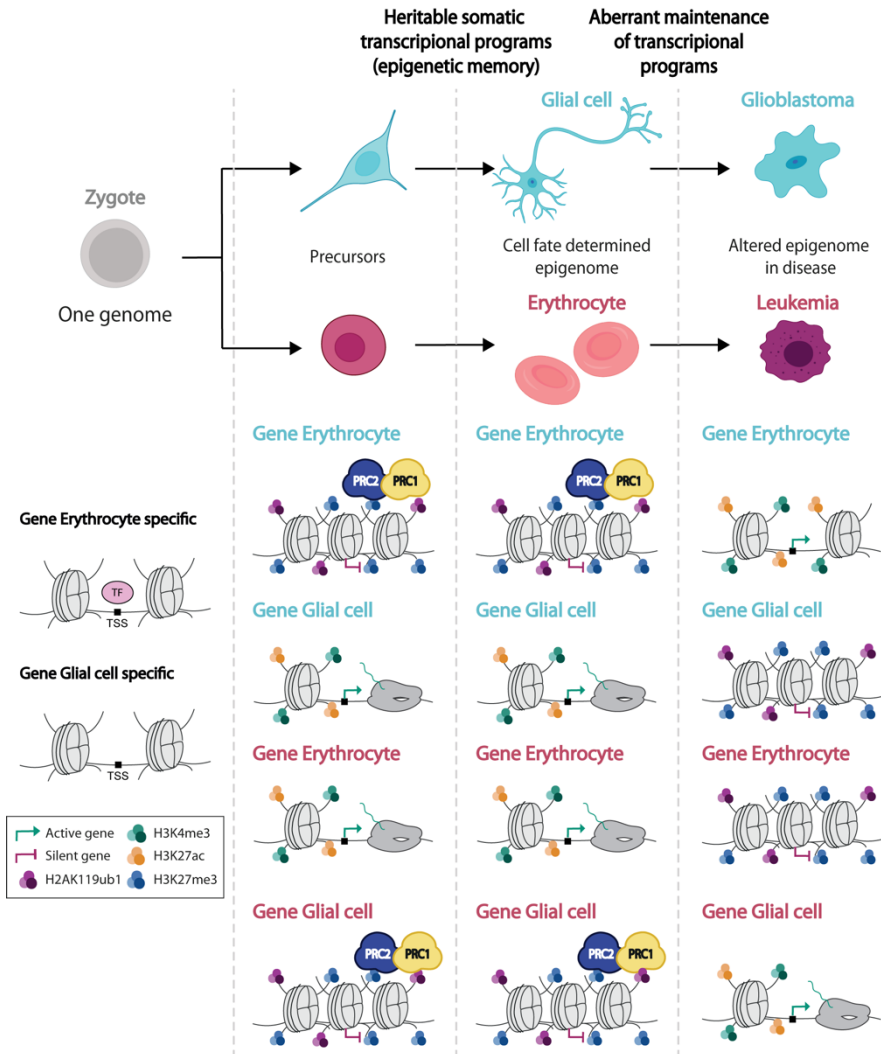 Heritable somatic
transcripional programs
(epigenetic memory)
Aberrant maintenance
of transcripional
programs
Glial cell
Glioblastoma
Zygote
Precursors
Cell fate determined
epigenome
Altered epigenome
in disease
One genome
Erythrocyte
Leukemia
Gene Erythrocyte
Gene Erythrocyte
Gene Erythrocyte
PRC2
PRC1
PRC2
PRC1
Gene Erythrocyte specific
TF
TSS
Gene Glial cell
Gene Glial cell
Gene Glial cell
Gene Glial cell specific
TSS
Gene Erythrocyte
Gene Erythrocyte
Gene Erythrocyte
Active gene
H3K4me3
Silent gene
H3K27ac
H2AK119ub1
H3K27me3
Gene Glial cell
Gene Glial cell
Gene Glial cell
PRC2
PRC1
PRC2
PRC1